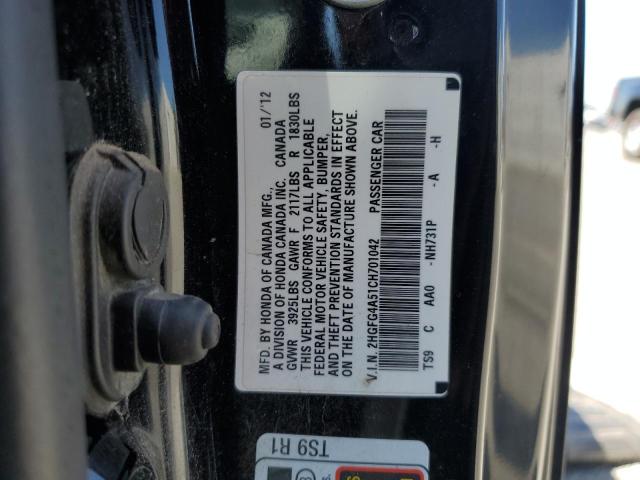 MFD. BY HONDA OF CANADA MFG., 01/'12
A DIVISION OF HONDA CANADA INC. CANADA
GVWR 3925LBS GAWR F 2117LBS R 1830LBS
THIS VEHICLE CONFORMS TO ALL APPLICABLE
FEDERAL MOTOR VEHICLE SAFETY, BUMPER,
AND THEFT PREVENTION STANDARDS IN EFFECT
ON THE DATE OF MANUFACTURE SHOWN ABOVE.
V.I.N. 2HGFG4A51CH701042 PASSENGER CAR
TS9 C AA0 -NH731P -A -H
TS9 R1